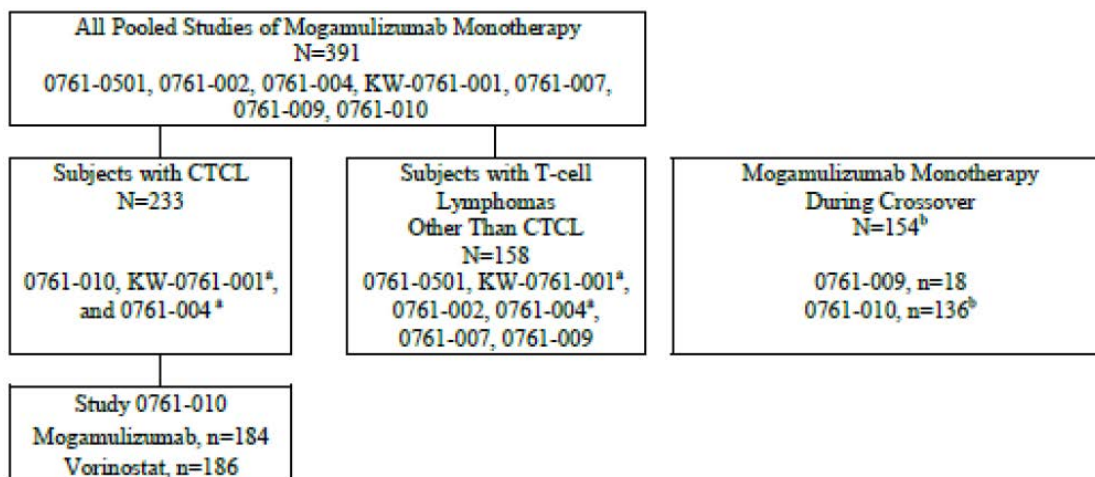 All Pooled Studies of Mogamulizumab Monotherapy
N=391
0761-0501, 0761-002, 0761-004, KW-0761-001, 0761-007,
0761-009, 0761-010
Subjects with CTCL
N=233
0761-010, KW-0761-001ª,
and 0761-004 ª
Subjects with T-cell
Lymphomas
Other Than CTCL
N=158
0761-0501, KW-0761-001ª,
0761-002, 0761-004ª,
0761-007, 0761-009
Mogamulizumab Monotherapy
During Crossover
N=154ᵇ
0761-009, n=18
0761-010, n=136ᵇ
Study 0761-010
Mogamulizumab, n=184
Vorinostat, n=186